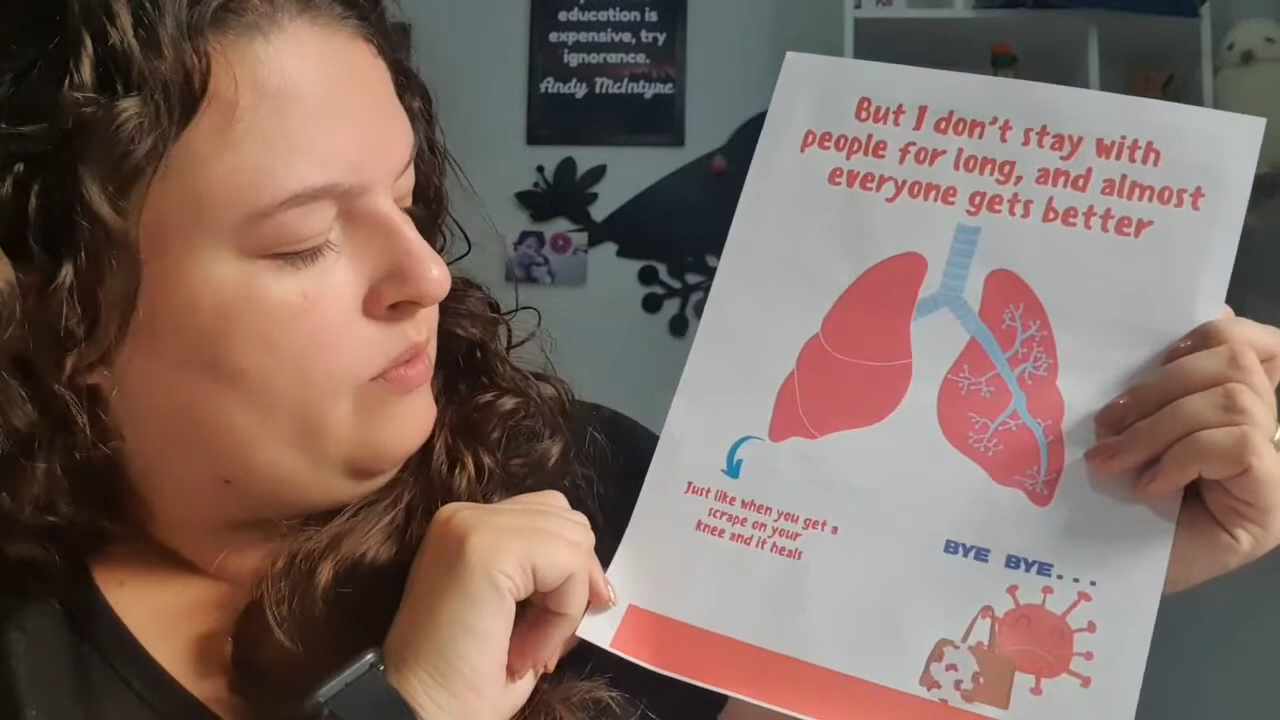 education is
expensive, try
ignorance.
Andy McIntyre
But I don't stay with
people for long, and almost
everyone gets better
Just like when you get a
scrape on your
knee and it heals
BYE BYE...